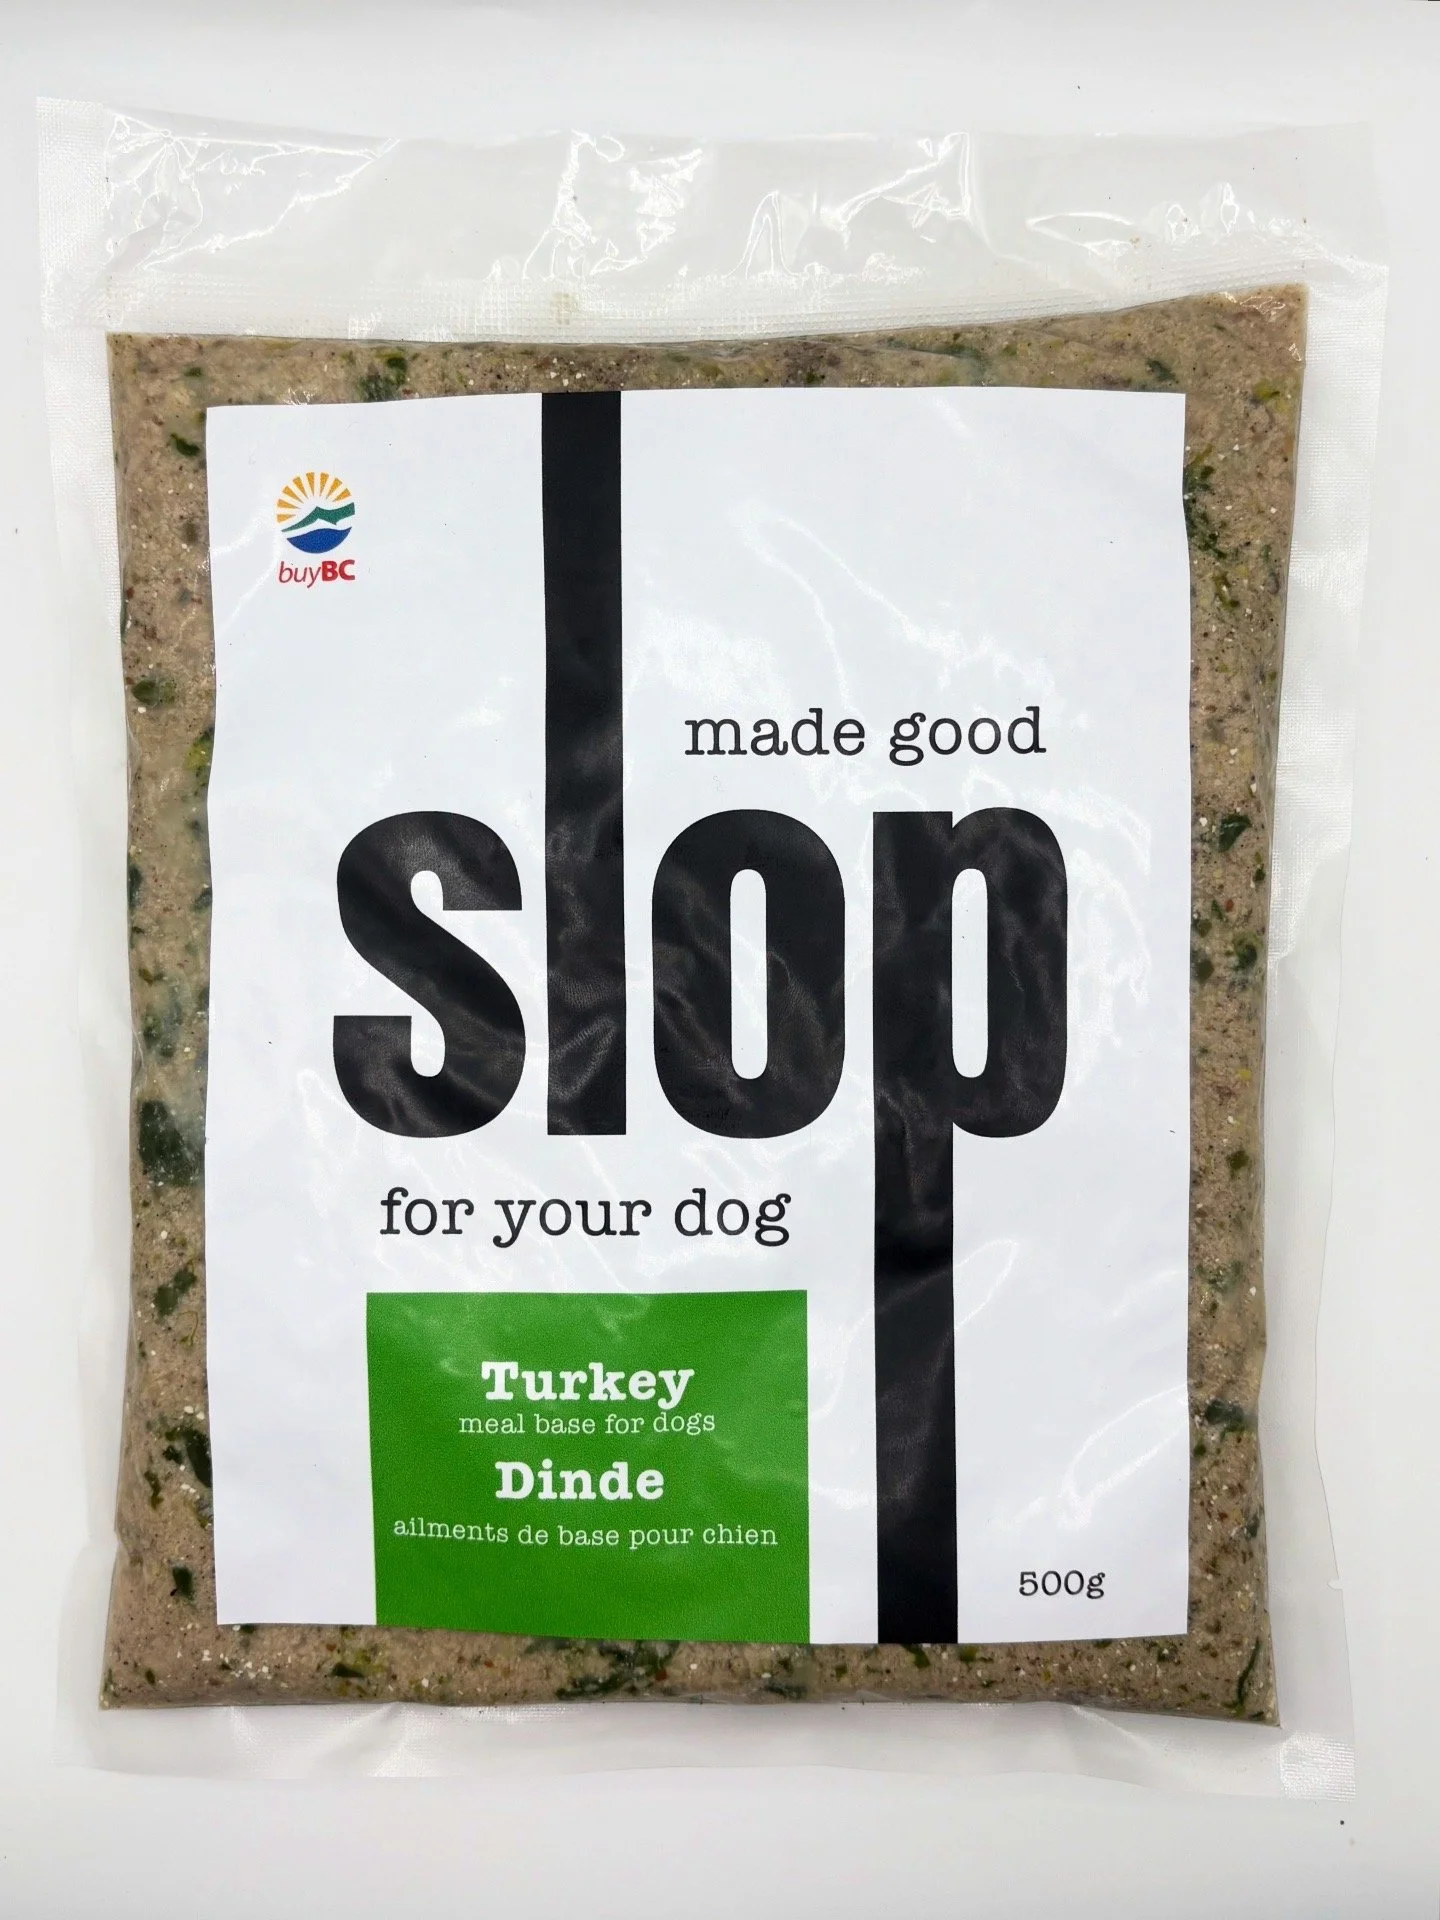 buyBC
made good
slop
for your dog
Turkey
meal base for dogs
Dinde
ailments de base pour chien
500g